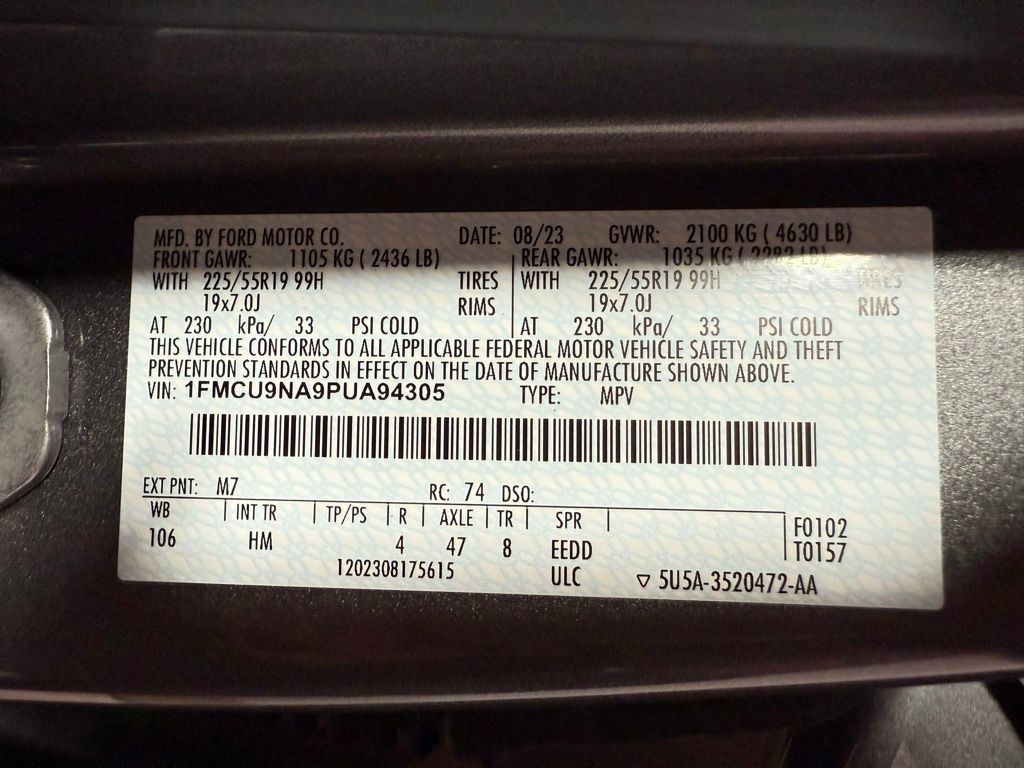 MFD. BY FORD MOTOR CO. DATE: 08/23 GVWR: 2100 KG ( 4630 LB)
FRONT GAWR: 1105 KG ( 2436 LB) REAR GAWR: 1035 KG ( 2282 LB)
WITH 225/55R19 99H TIRES WITH 225/55R19 99H TIRES
19x7.0J RIMS 19x7.0J RIMS
AT 230 kPa/ 33 PSI COLD AT 230 kPa/ 33 PSI COLD
THIS VEHICLE CONFORMS TO ALL APPLICABLE FEDERAL MOTOR VEHICLE SAFETY AND THEFT
PREVENTION STANDARDS IN EFFECT ON THE DATE OF MANUFACTURE SHOWN ABOVE.
VIN: 1FMCU9NA9PUA94305 TYPE: MPV
EXT PNT: M7 RC: 74 DSO:
WB INT TR TP/PS R AXLE TR SPR F0102
106 HM 4 47 8 EEDD T0157
1202308175615 ULC 5U5A-3520472-AA